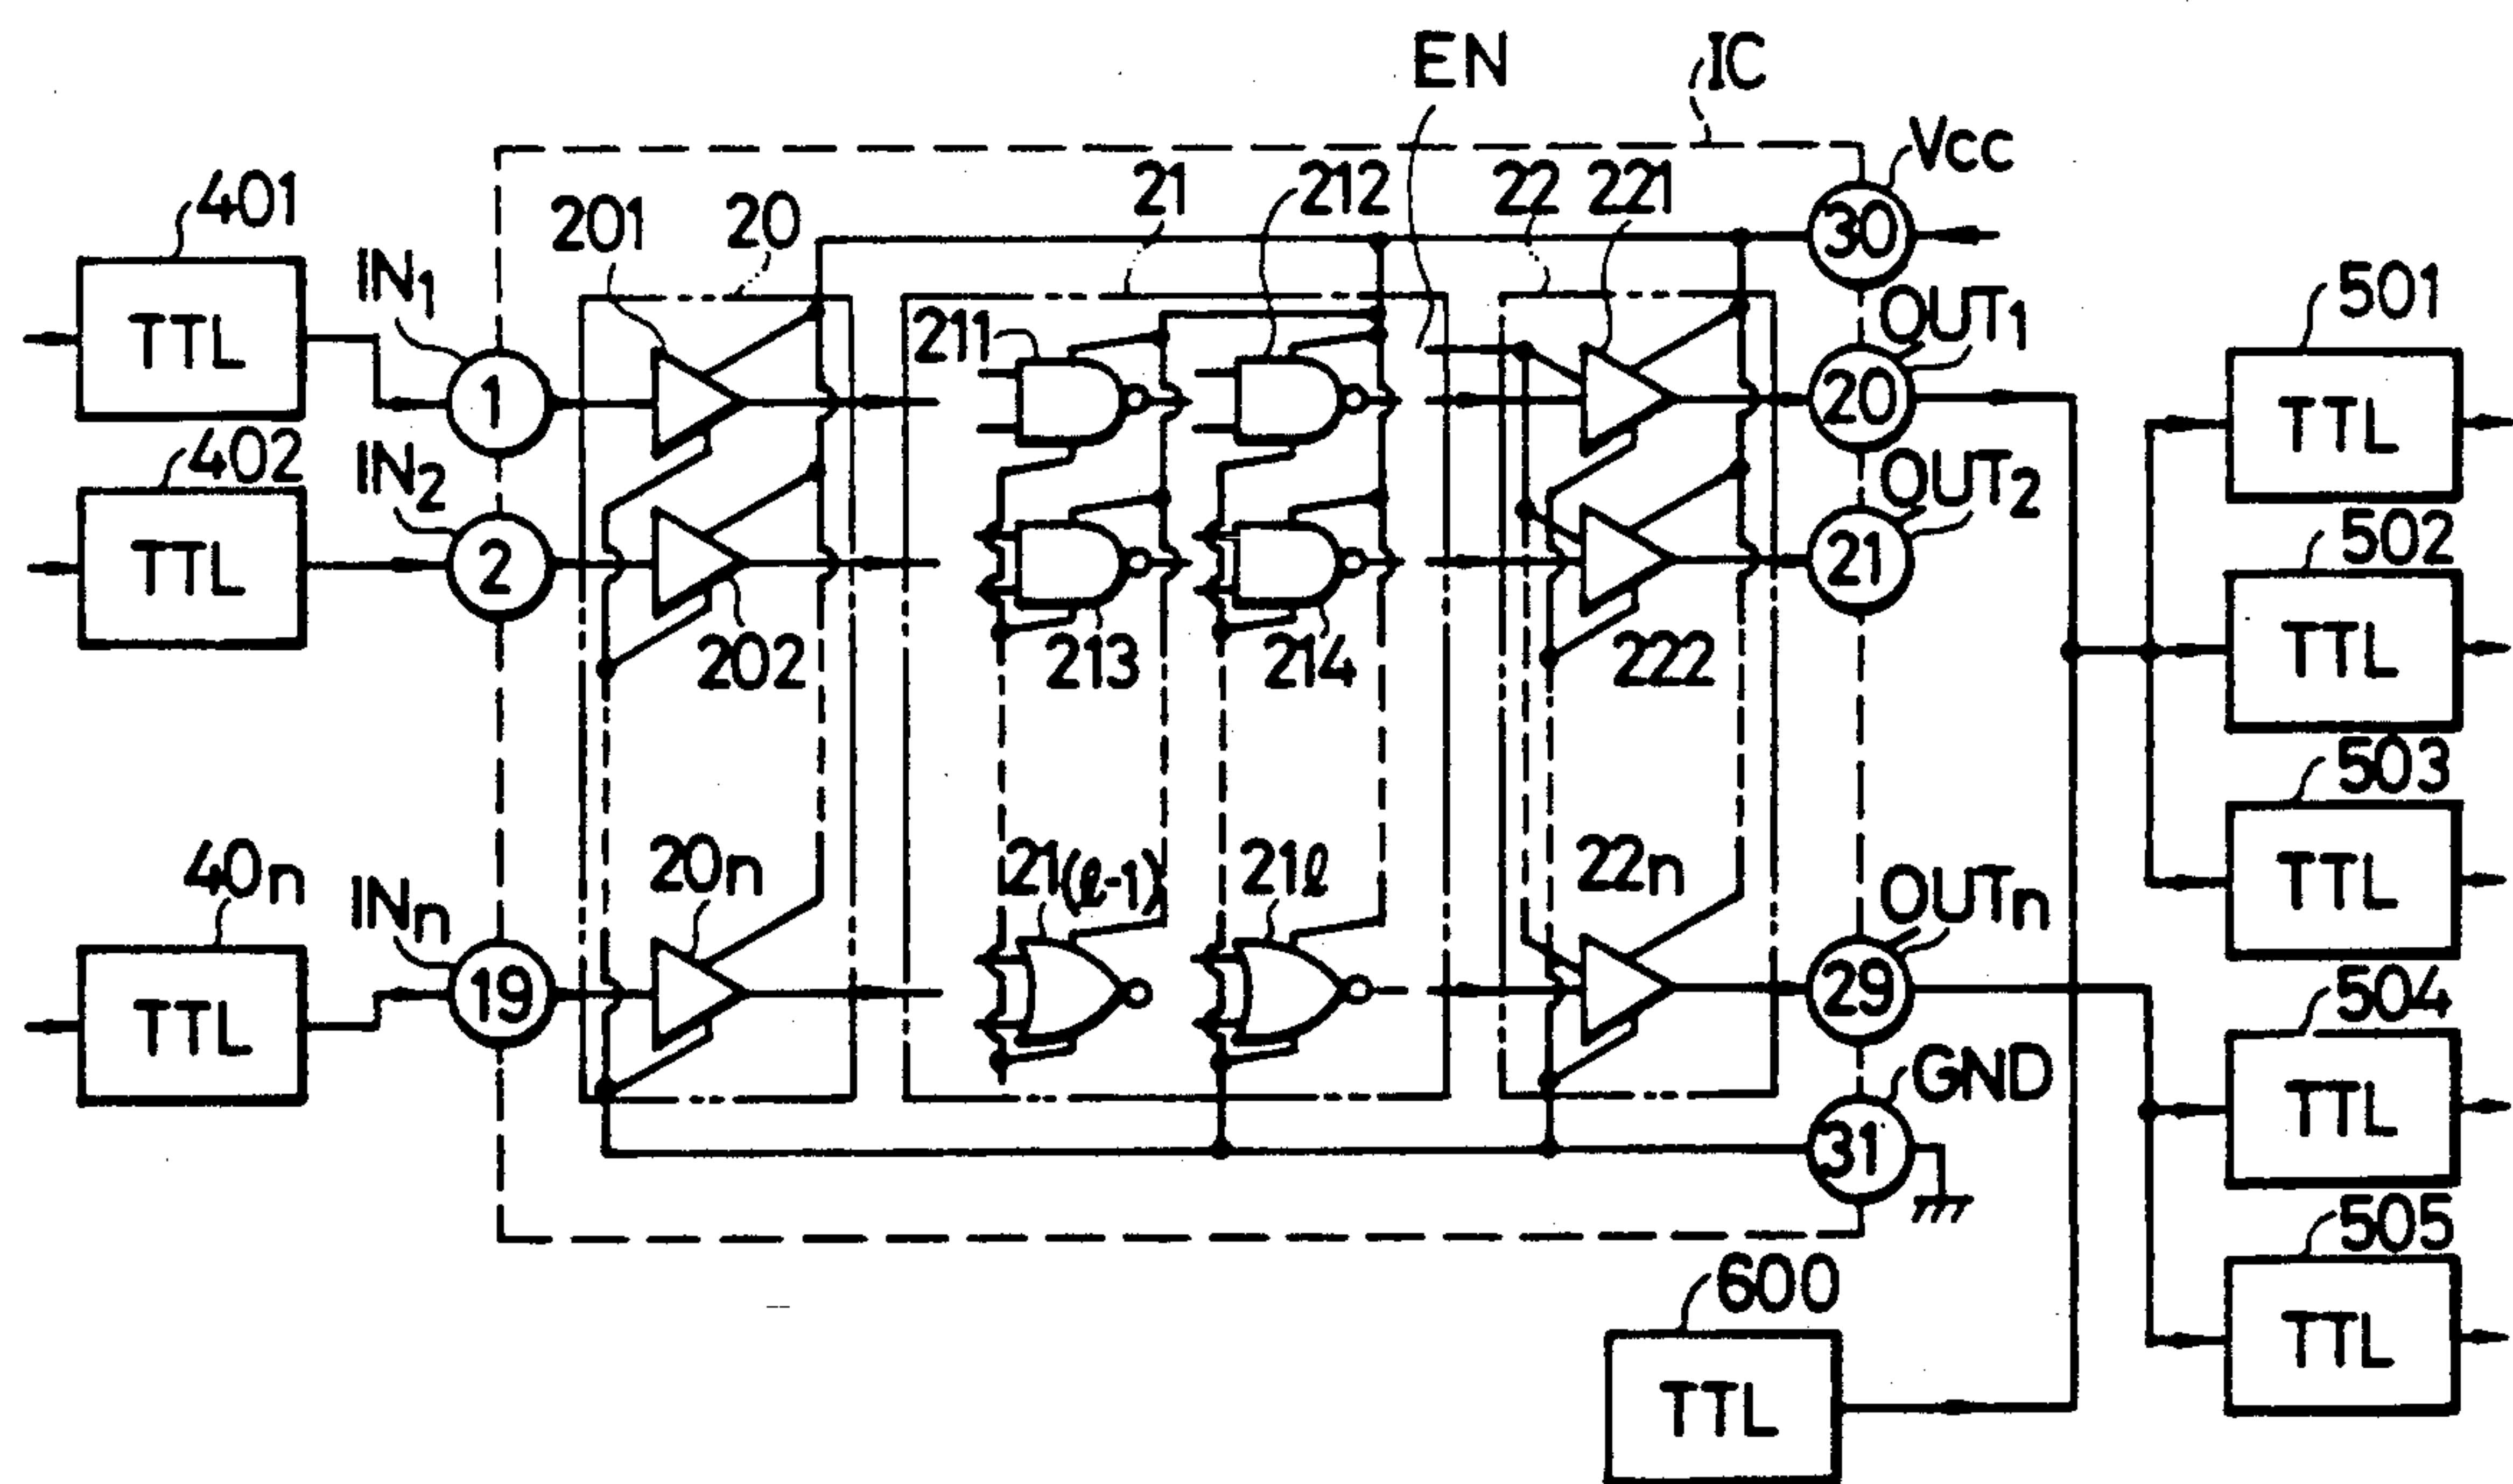 EN
IC
Vcc
401
201
20
21
212
22
221
30
IN1
OUT1
501
TTL
211
1
20
TTL
402
IN2
OUT2
502
TTL
2
21
TTL
202
213
214
222
503
TTL
40n
INn
20n
21(ℓ-1)
21ℓ
22n
OUTn
504
TTL
19
29
TTL
GND
31
505
TTL
600
TTL